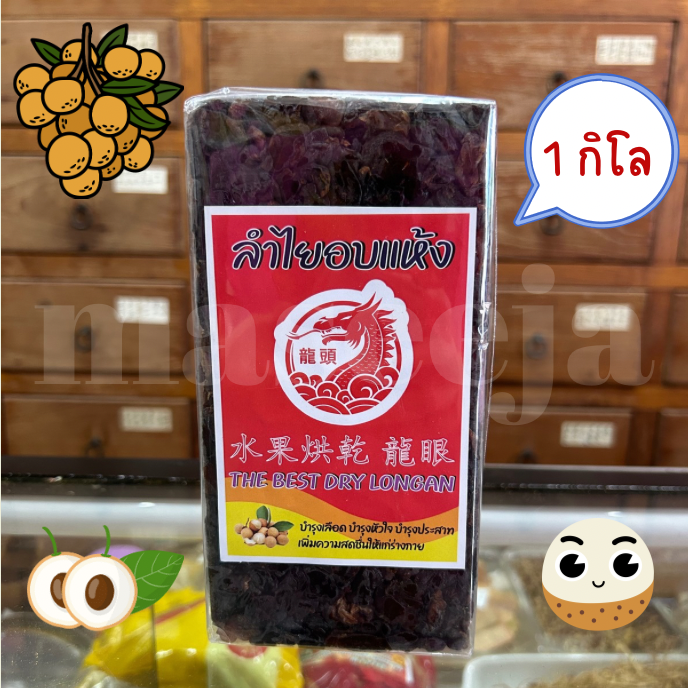 1 กิโล
ลำไยอบแห้ง
龍頭
水果烘乾 龍眼
THE BEST DRY LONGAN
บำรุงเลือด บำรุงหัวใจ บำรุงประสาท
เพิ่มความสดชื่นให้แก่ร่างกาย